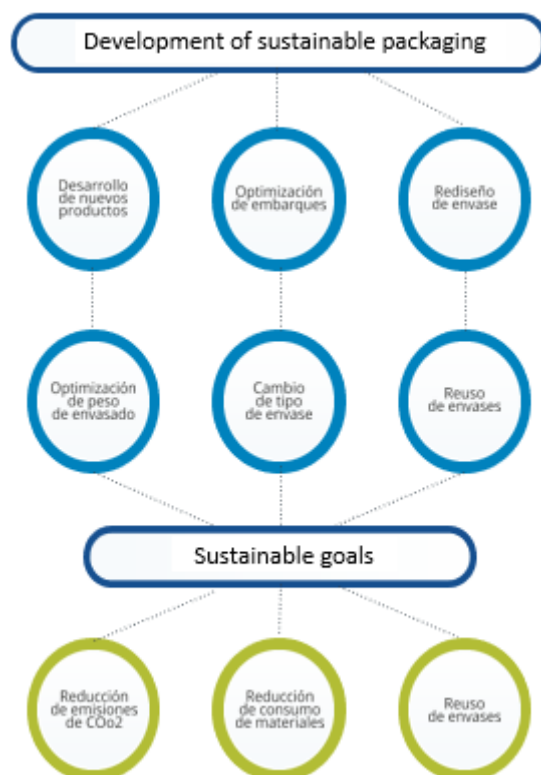 Development of sustainable packaging
Desarrollo
de nuevos
productos
Optimización
de embarques
Rediseño
de envase
Optimización
de peso
de envasado
Cambio
de tipo
de envase
Reuso
de envases
Sustainable goals
Reducción
de emisiones
de COo2
Reducción
de consumo
de materiales
Reuso
de envases